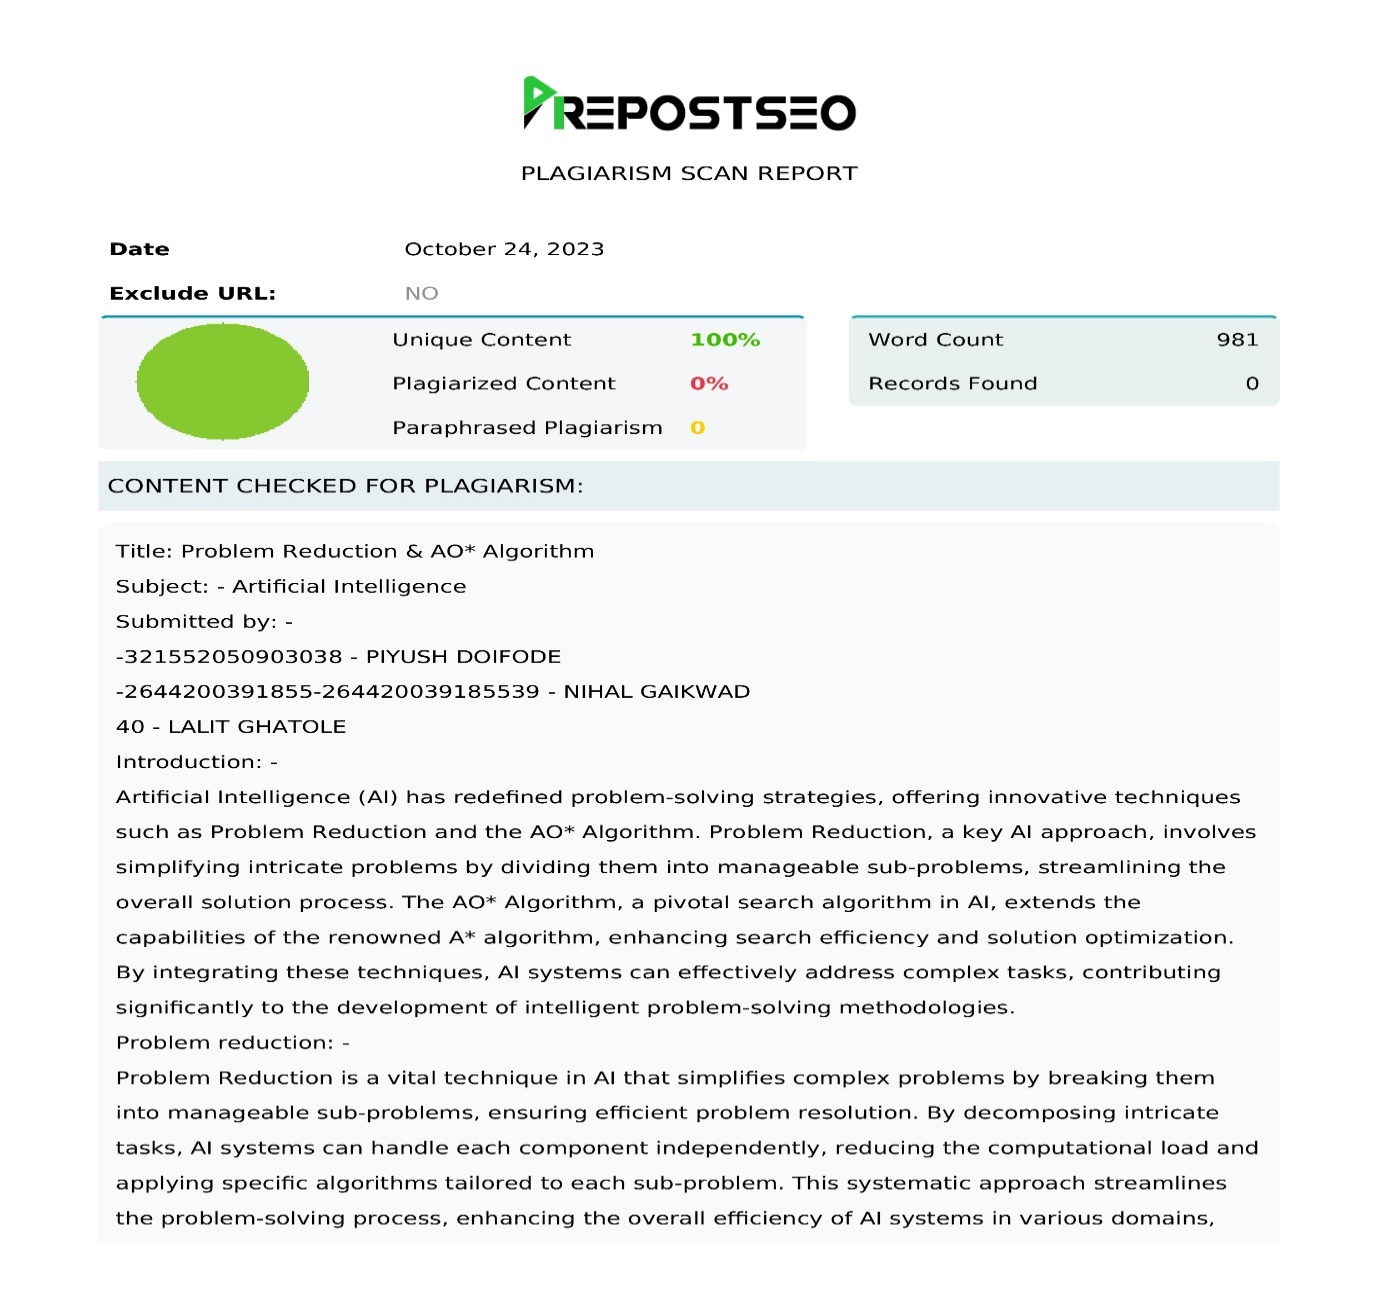 PREPOSTSEO
PLAGIARISM SCAN REPORT
Date October 24, 2023
Exclude URL: NO
Unique Content 100%
Plagiarized Content 0%
Paraphrased Plagiarism 0
Word Count 981
Records Found 0
CONTENT CHECKED FOR PLAGIARISM:
Title: Problem Reduction & AO* Algorithm
Subject: - Artificial Intelligence
Submitted by: -
-321552050903038 - PIYUSH DOIFODE
-2644200391855-264420039185539 - NIHAL GAIKWAD
40 - LALIT GHATOLE
Introduction: -
Artificial Intelligence (AI) has redefined problem-solving strategies, offering innovative techniques
such as Problem Reduction and the AO* Algorithm. Problem Reduction, a key AI approach, involves
simplifying intricate problems by dividing them into manageable sub-problems, streamlining the
overall solution process. The AO* Algorithm, a pivotal search algorithm in AI, extends the
capabilities of the renowned A* algorithm, enhancing search efficiency and solution optimization.
By integrating these techniques, AI systems can effectively address complex tasks, contributing
significantly to the development of intelligent problem-solving methodologies.
Problem reduction: -
Problem Reduction is a vital technique in AI that simplifies complex problems by breaking them
into manageable sub-problems, ensuring efficient problem resolution. By decomposing intricate
tasks, AI systems can handle each component independently, reducing the computational load and
applying specific algorithms tailored to each sub-problem. This systematic approach streamlines
the problem-solving process, enhancing the overall efficiency of AI systems in various domains,